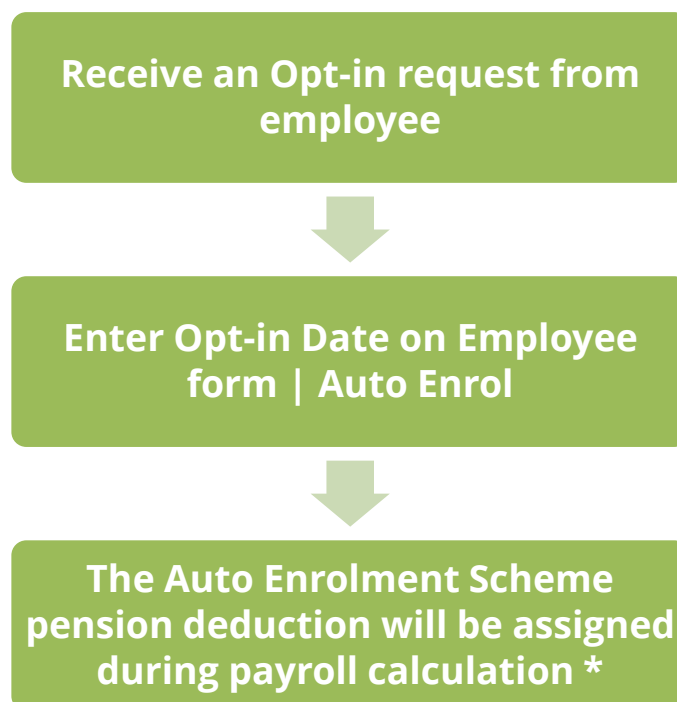 Receive an Opt-in request from
employee
Enter Opt-in Date on Employee
form | Auto Enrol
The Auto Enrolment Scheme
pension deduction will be assigned
during payroll calculation *